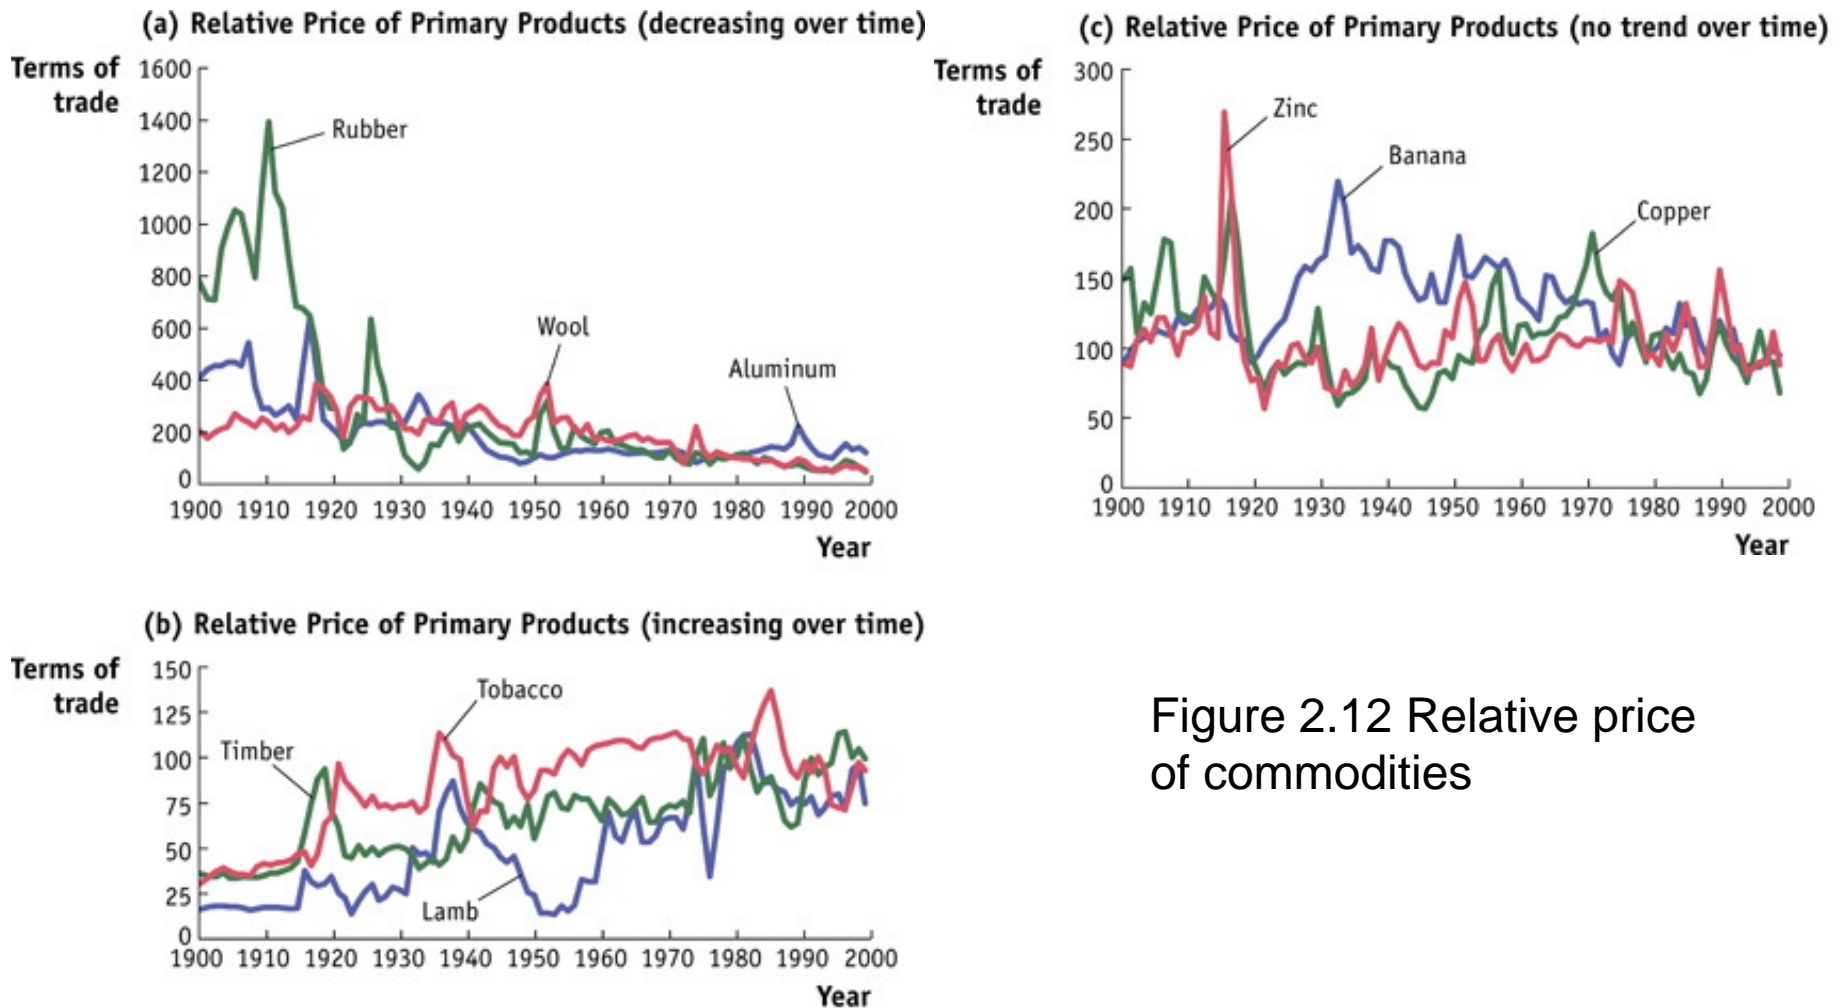 (a) Relative Price of Primary Products (decreasing over time)
Terms of
trade
1600
1400
1200
1000
800
600
400
200
0
Rubber
Wool
Aluminum
1900 1910 1920 1930 1940 1950 1960 1970 1980 1990 2000
Year
(c) Relative Price of Primary Products (no trend over time)
Terms of
trade
300
250
200
150
100
50
0
Zinc
Banana
Copper
1900 1910 1920 1930 1940 1950 1960 1970 1980 1990 2000
Year
(b) Relative Price of Primary Products (increasing over time)
Terms of
trade
150
125
100
75
50
25
0
Tobacco
Timber
Lamb
1900 1910 1920 1930 1940 1950 1960 1970 1980 1990 2000
Year
Figure 2.12 Relative price
of commodities